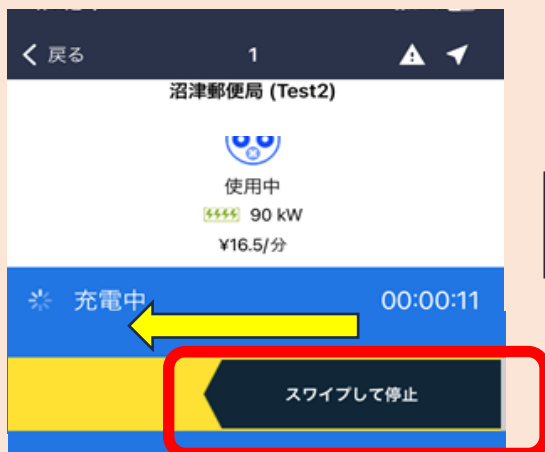 戻る
1
沼津郵便局 (Test2)
使用中
90 kW
¥16.5/分
充電中
00:00:11
スワイプして停止